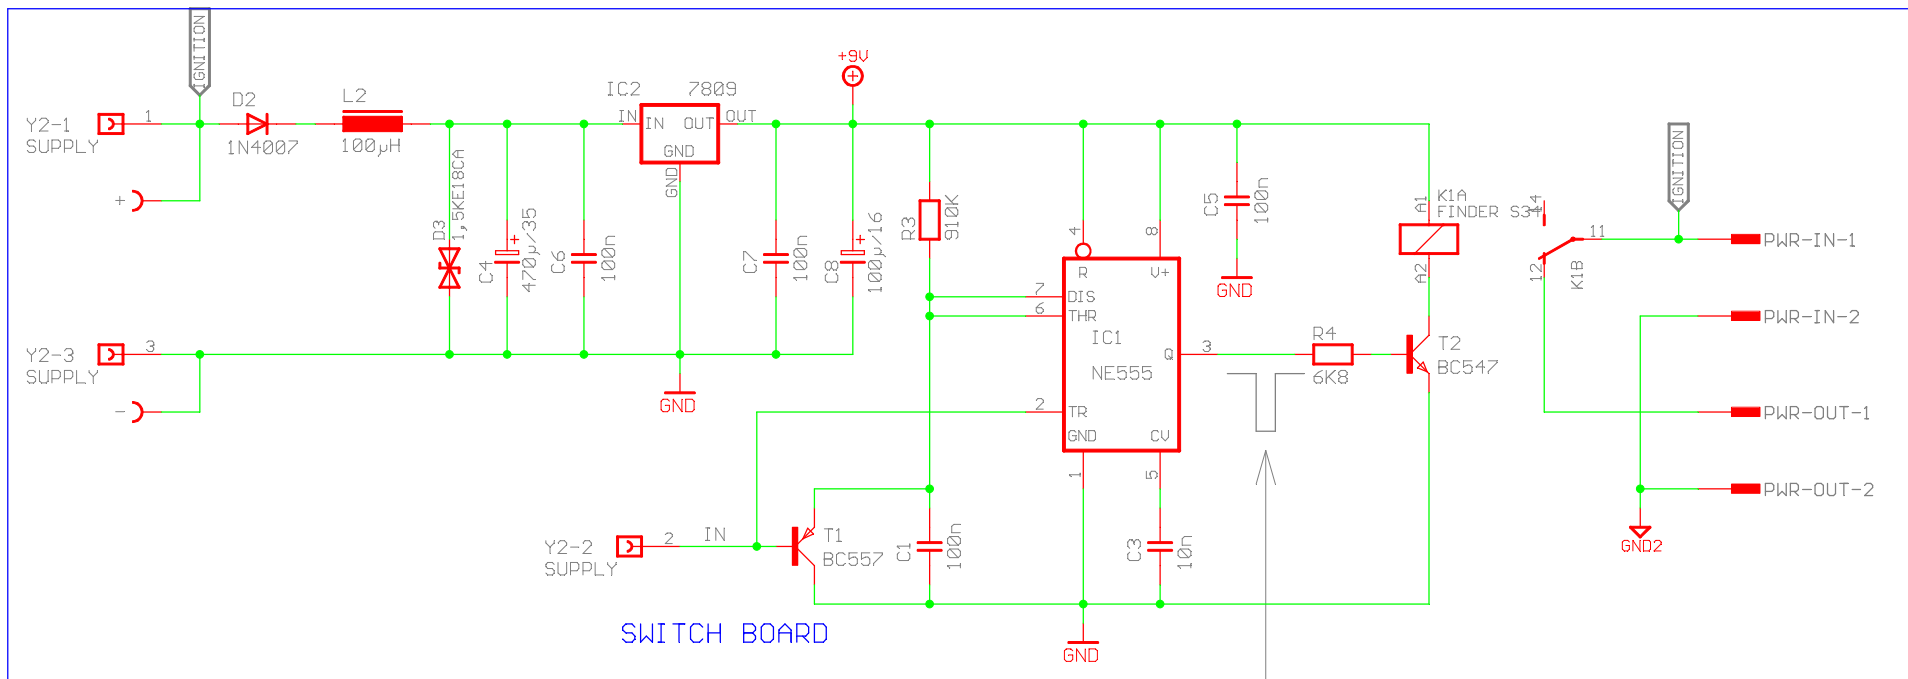 IGNITION
Y2-1
SUPPLY
1
+
D2
1N4007
L2
100µH
D3
1,5KE18CA
C4
470µ/35
+
C6
100n
IC2
7809
IN
IN
OUT
OUT
GND
GND
C7
100n
+9V
C8
100µ/16
+
R3
910K
Y2-3
SUPPLY
3
-
GND
4
8
R
V+
7
DIS
6
THR
IC1
NE555
Q
3
2
TR
GND
CV
1
5
C5
100n
GND
A1
K1A
FINDER S34
A2
14
11
12
K1B
IGNITION
PWR-IN-1
PWR-IN-2
PWR-OUT-1
PWR-OUT-2
GND2
R4
6K8
T2
BC547
Y2-2
SUPPLY
2
IN
T1
BC557
C1
100n
C3
10n
GND
SWITCH BOARD